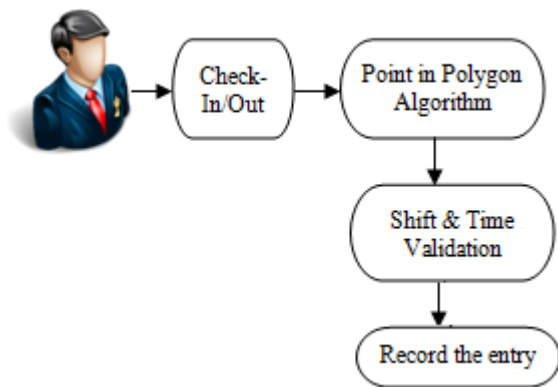 Check-
In/Out
Point in Polygon
Algorithm
Shift & Time
Validation
Record the entry